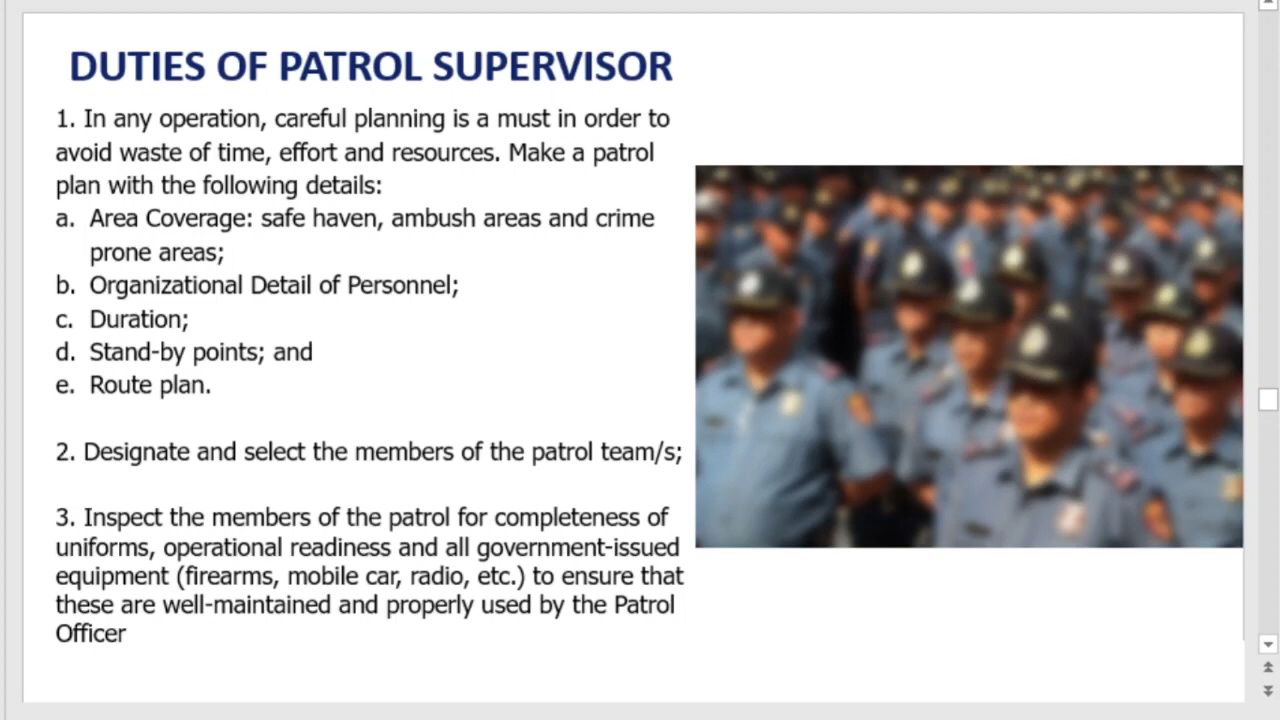 DUTIES OF PATROL SUPERVISOR
1. In any operation, careful planning is a must in order to
avoid waste of time, effort and resources. Make a patrol
plan with the following details:
a. Area Coverage: safe haven, ambush areas and crime
prone areas;
b. Organizational Detail of Personnel;
c. Duration;
d. Stand-by points; and
e. Route plan.
2. Designate and select the members of the patrol team/s;
3. Inspect the members of the patrol for completeness of
uniforms, operational readiness and all government-issued
equipment (firearms, mobile car, radio, etc.) to ensure that
these are well-maintained and properly used by the Patrol
Officer